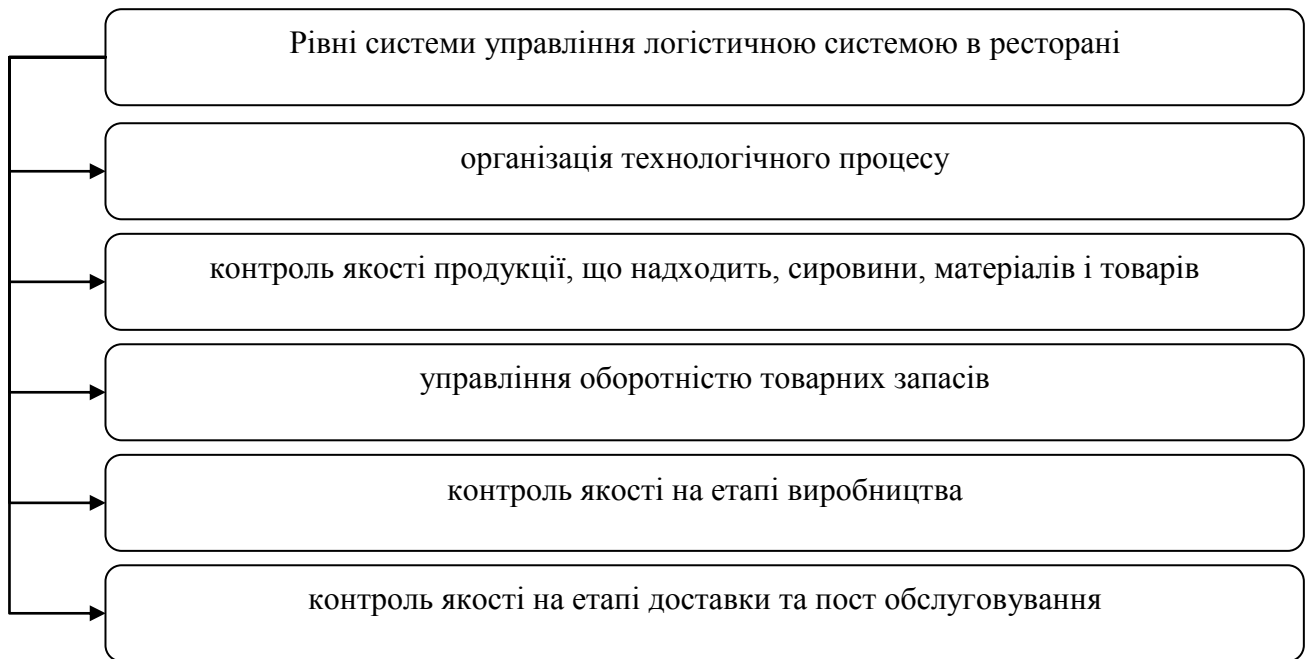 Рівні системи управління логістичною системою в ресторані
організація технологічного процесу
контроль якості продукції, що надходить, сировини, матеріалів і товарів
управління оборотністю товарних запасів
контроль якості на етапі виробництва
контроль якості на етапі доставки та пост обслуговування